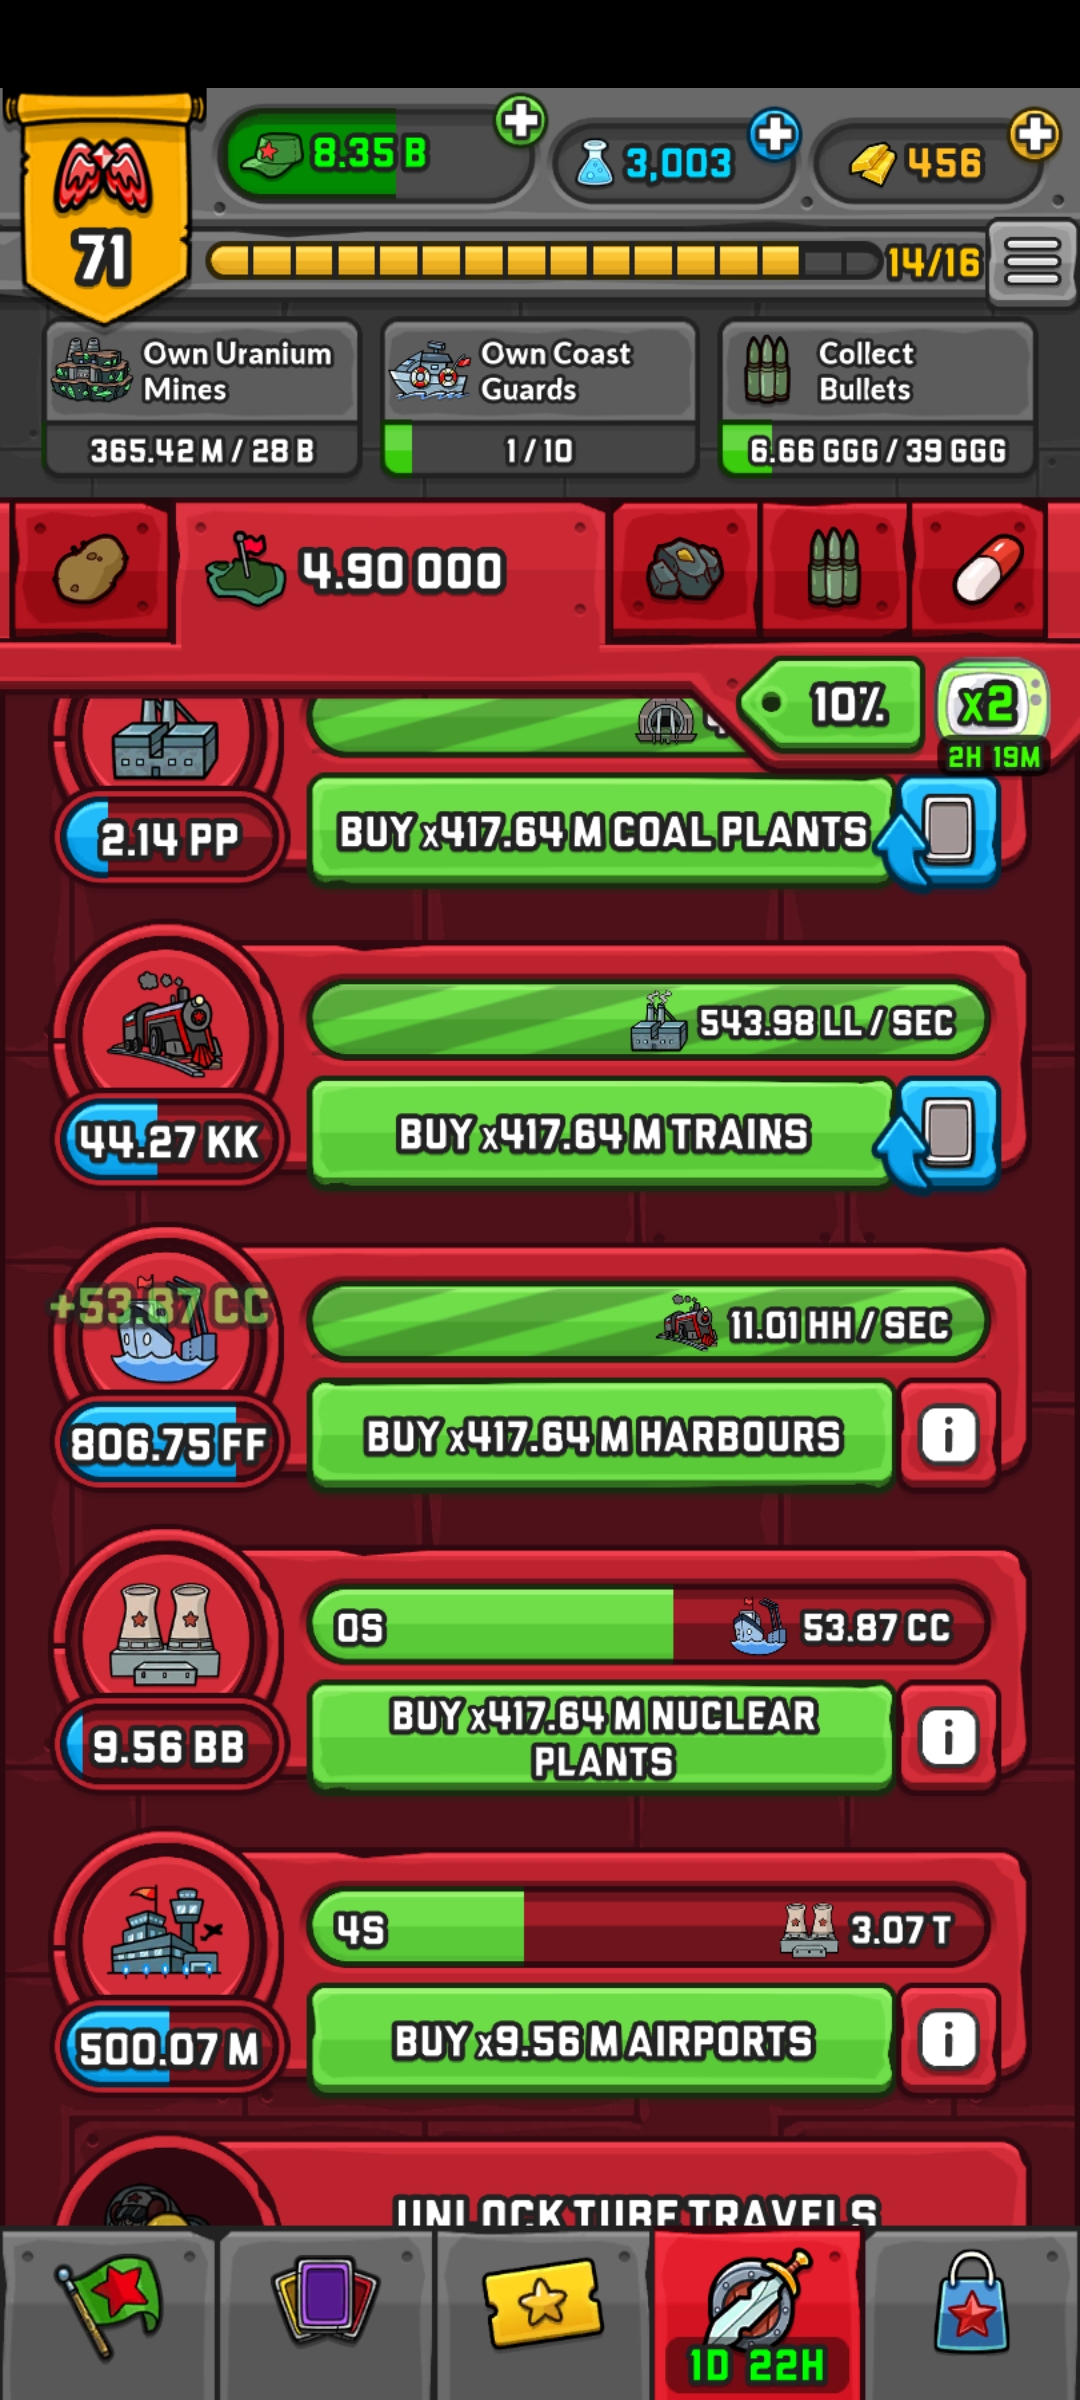 71
8.35 B
3,003
456
14/16
Own Uranium
Mines
365.42 M / 28 B
Own Coast
Guards
1 / 10
Collect
Bullets
6.66 GGG / 39 GGG
4.90 OOO
10%
x2
2H 19M
2.14 PP
BUY x417.64 M COAL PLANTS
543.98 LL / SEC
44.27 KK
BUY x417.64 M TRAINS
+53.87 CC
11.01 HH / SEC
806.75 FF
BUY x417.64 M HARBOURS
0S
53.87 CC
9.56 BB
BUY x417.64 M NUCLEAR
PLANTS
4S
3.07 T
500.07 M
BUY x9.56 M AIRPORTS
UNLOCK TUBE TRAVELS
1D 22H